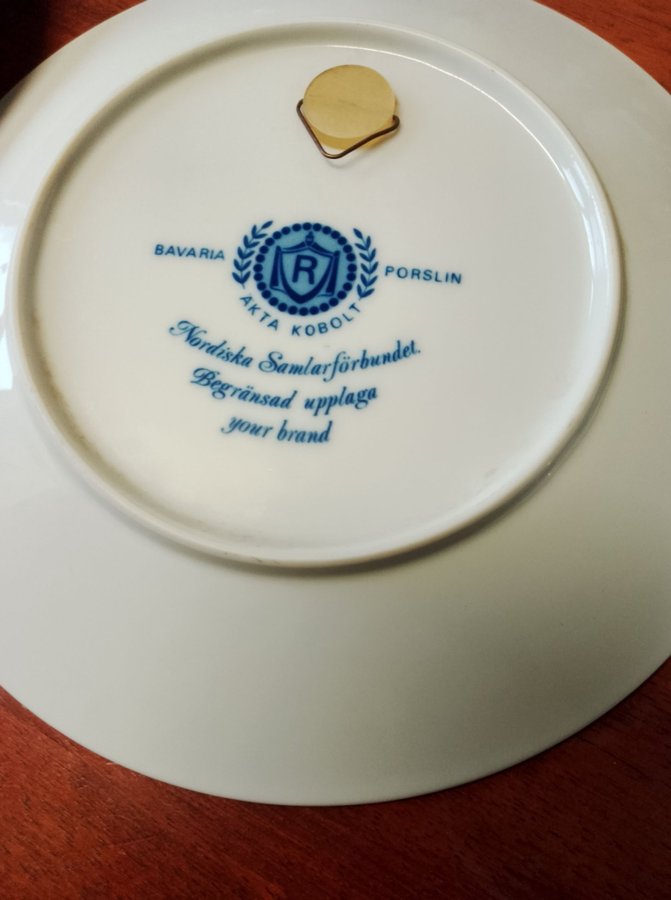 BAVARIA R PORSLIN
ÄKTA KOBOLT
Nordiska Samlarförbundet.
Begränsad upplaga
your brand